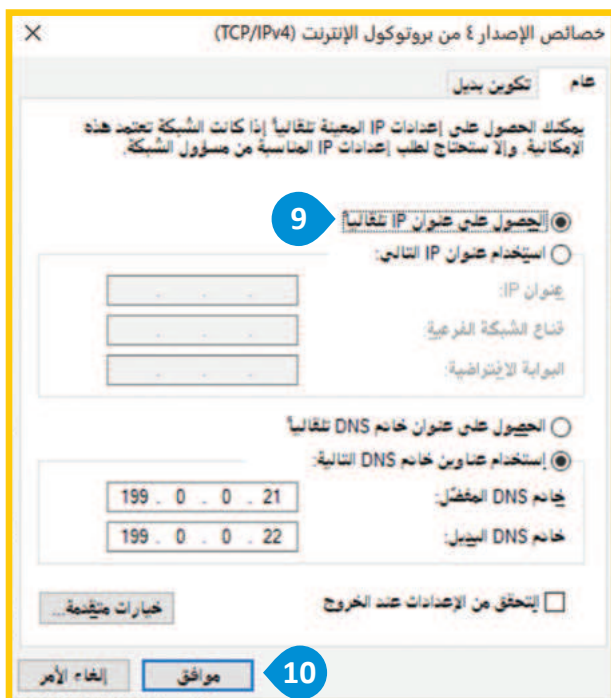 خصائص الإصدار ٤ من بروتوكول الإنترنت (TCP/IPv4)
عام
تكوين بديل
يمكنك الحصول على إعدادات IP المعينة تلقائياً إذا كانت الشبكة تعتمد هذه
الإمكانية. وإلا ستحتاج لطلب إعدادات IP المناسبة من مسؤول الشبكة.
الحصول على عنوان IP تلقائياً
9
استخدام عنوان IP التالي:
عنوان IP:
قناع الشبكة الفرعية:
البوابة الافتراضية:
الحصول على عنوان خادم DNS تلقائياً
إستخدام عناوين خادم DNS التالية:
خادم DNS المفضّل:
199 . 0 . 0 . 21
خادم DNS البديل:
199 . 0 . 0 . 22
التحقق من الإعدادات عند الخروج
خيارات متقدمة...
10
موافق
إلغاء الأمر